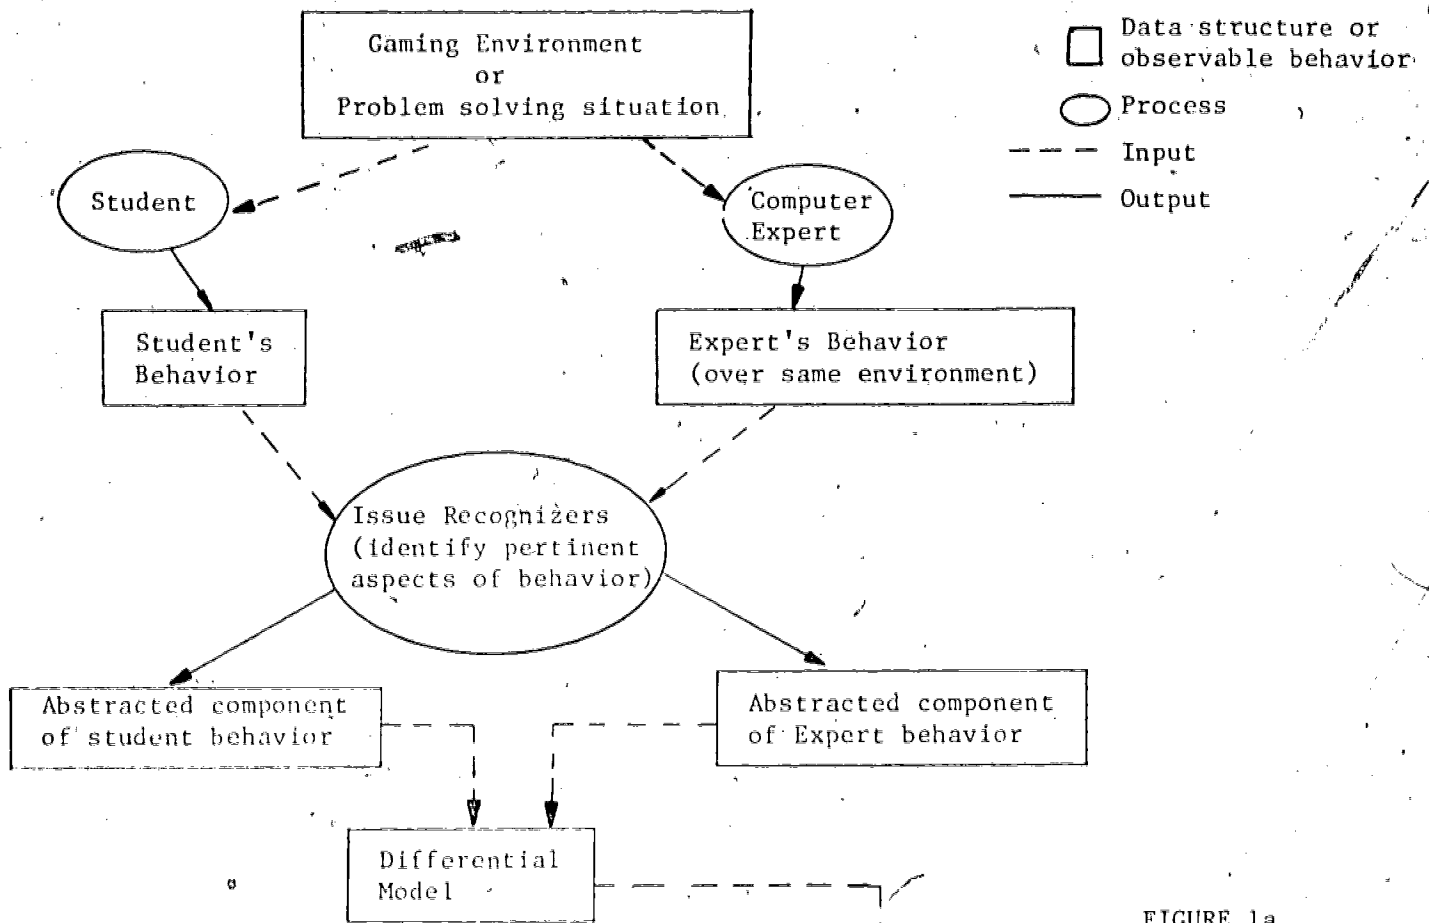 Gaming Environment
or
Problem solving situation
Data structure or
observable behavior
Process
Input
Output
Student
Computer
Expert
Student's
Behavior
Expert's Behavior
(over same environment)
Issue Recognizers
(identify pertinent
aspects of behavior)
Abstracted component
of student behavior
Abstracted component
of Expert behavior
Differential
Model
FIGURE 1a